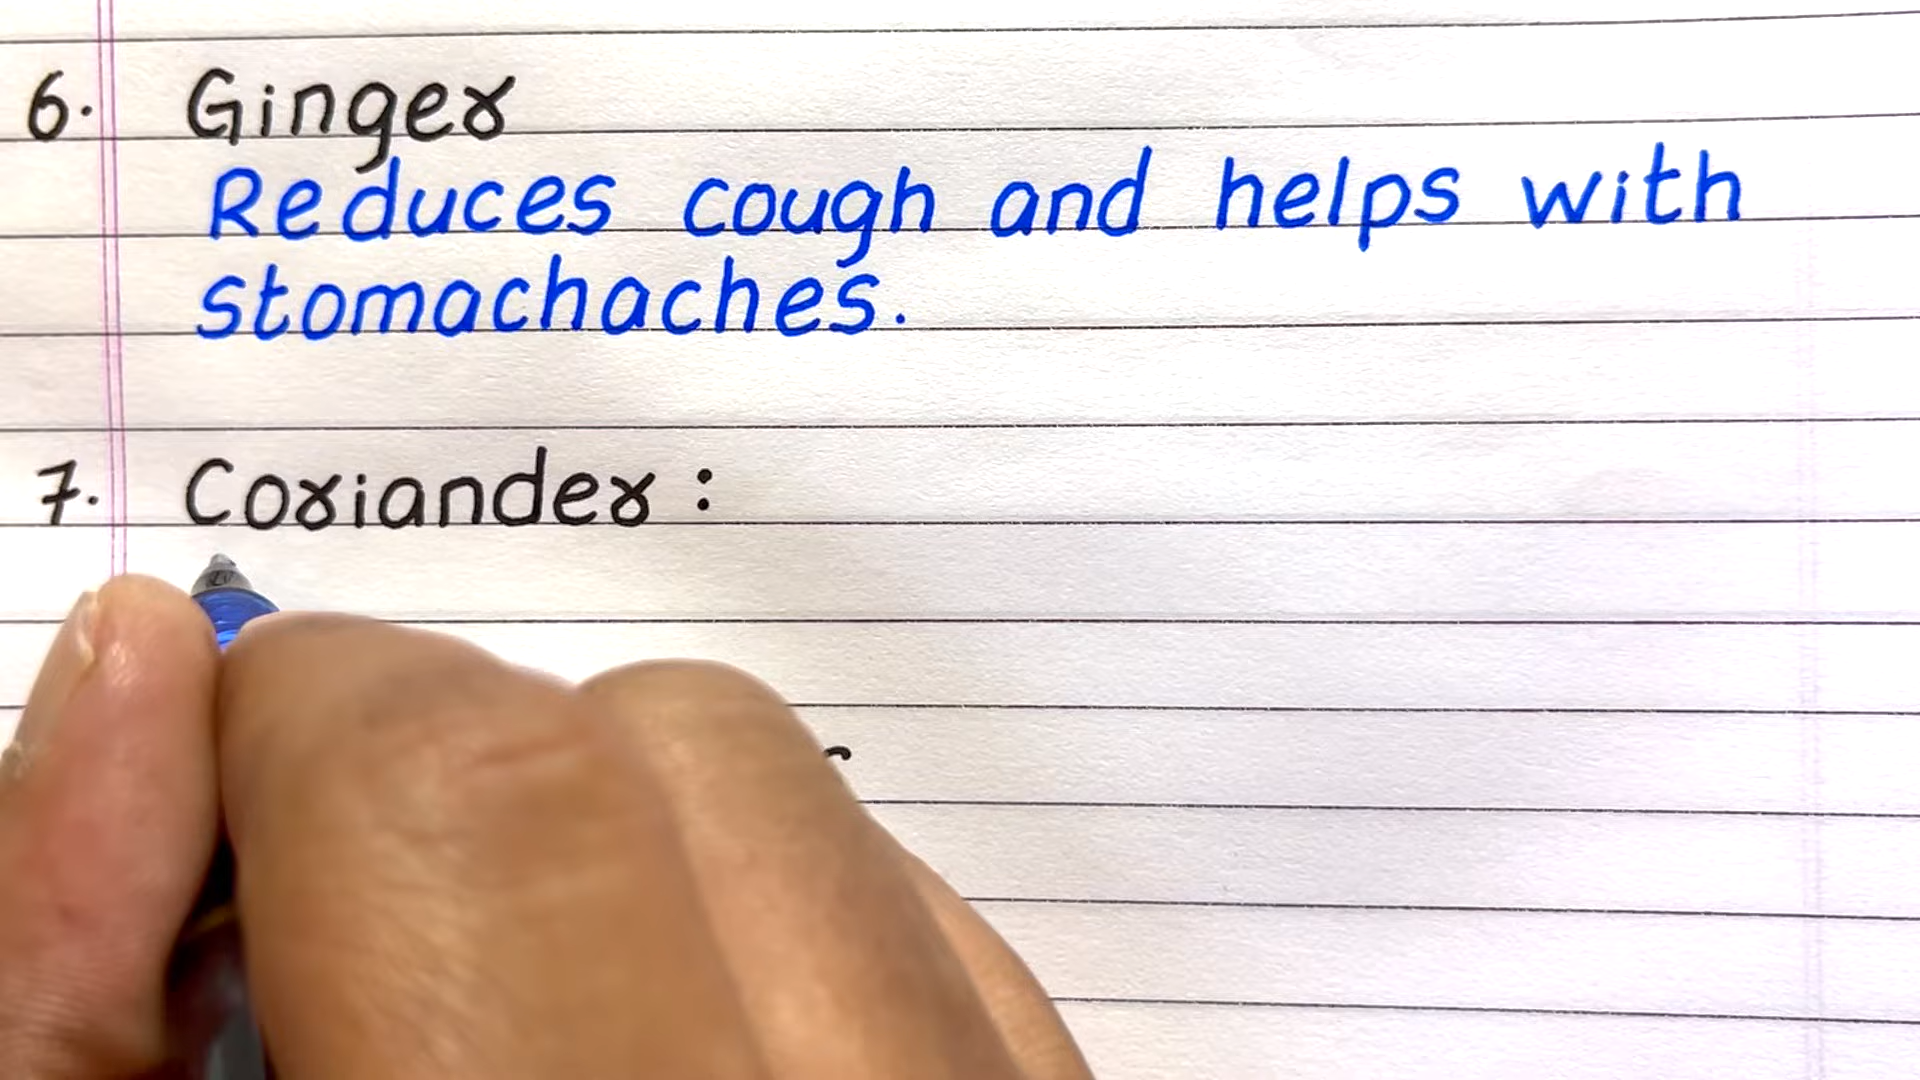 6. Ginger
Reduces cough and helps with
stomachaches.
7. Coriander :